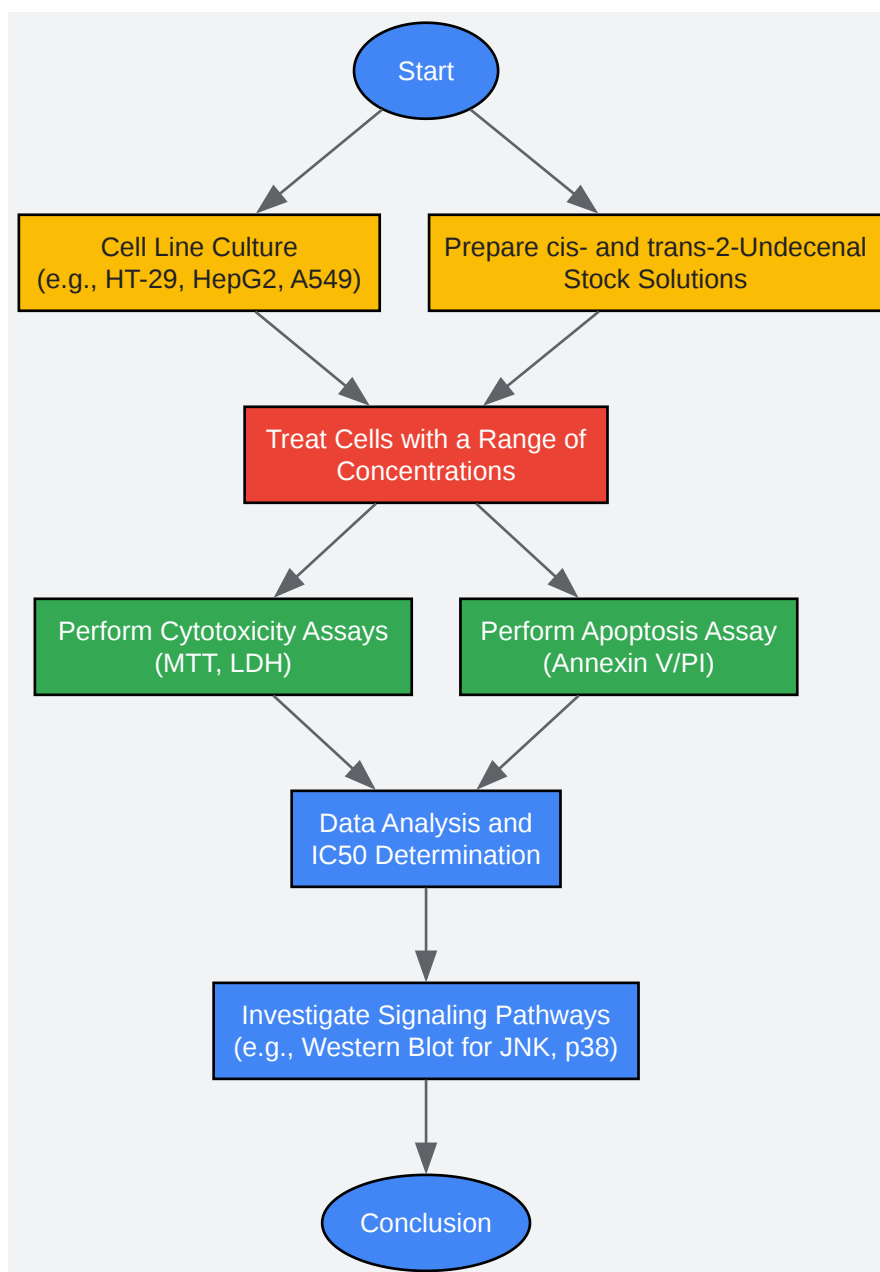 Start
Cell Line Culture
(e.g., HT-29, HepG2, A549)
Prepare cis- and trans-2-Undecenal
Stock Solutions
Treat Cells with a Range of
Concentrations
Perform Cytotoxicity Assays
(MTT, LDH)
Perform Apoptosis Assay
(Annexin V/PI)
Data Analysis and
IC50 Determination
Investigate Signaling Pathways
(e.g., Western Blot for JNK, p38)
Conclusion